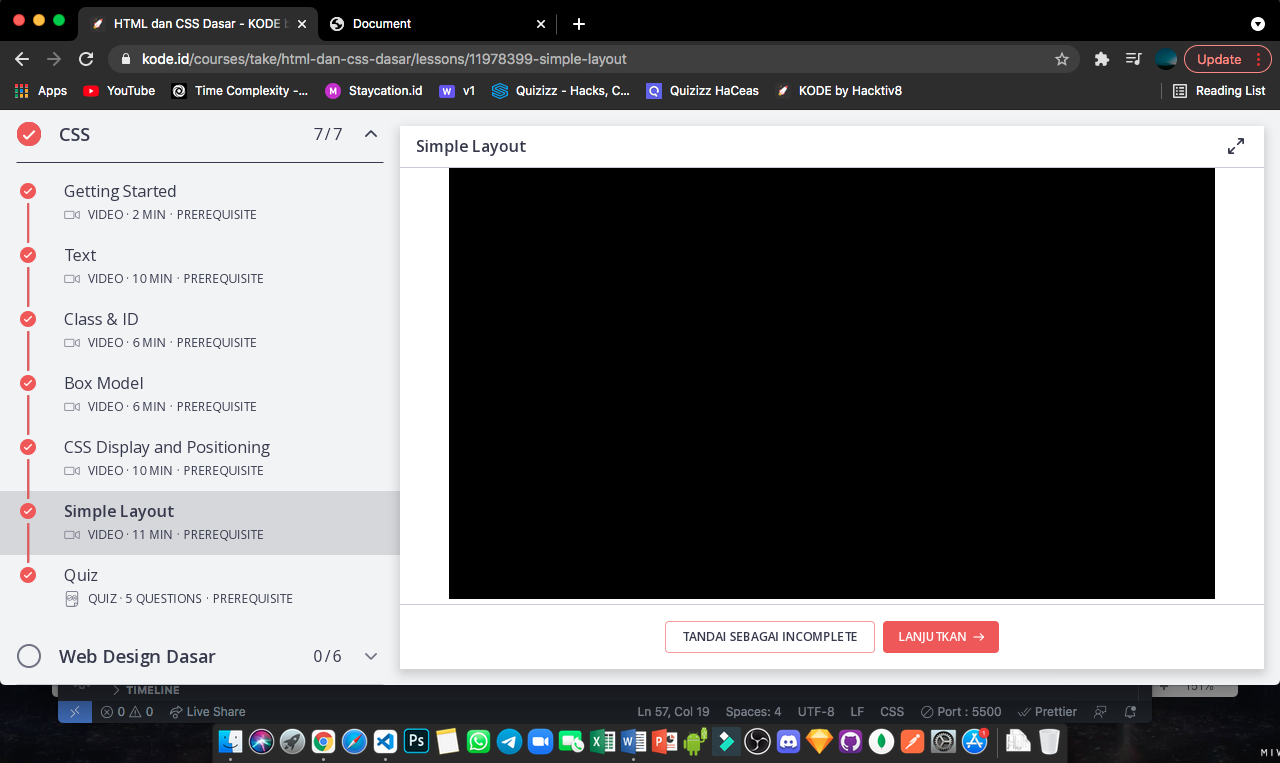 HTML dan CSS Dasar - KODE b
Document
kode.id/courses/take/html-dan-css-dasar/lessons/11978399-simple-layout
Update
Apps
YouTube
Time Complexity -...
M Staycation.id
W v1
Quizizz - Hacks, C...
Q Quizizz HaCeas
KODE by Hacktiv8
Reading List
CSS 7 / 7
Getting Started
VIDEO · 2 MIN · PREREQUISITE
Text
VIDEO · 10 MIN · PREREQUISITE
Class & ID
VIDEO · 6 MIN · PREREQUISITE
Box Model
VIDEO · 6 MIN · PREREQUISITE
CSS Display and Positioning
VIDEO · 10 MIN · PREREQUISITE
Simple Layout
VIDEO · 11 MIN · PREREQUISITE
Quiz
QUIZ · 5 QUESTIONS · PREREQUISITE
Web Design Dasar 0 / 6
Simple Layout
TANDAI SEBAGAI INCOMPLETE
LANJUTKAN →
TIMELINE
151%
0 0 Live Share
Ln 57, Col 19 Spaces: 4 UTF-8 LF CSS Port : 5500 Prettier
Ps
1
MIV